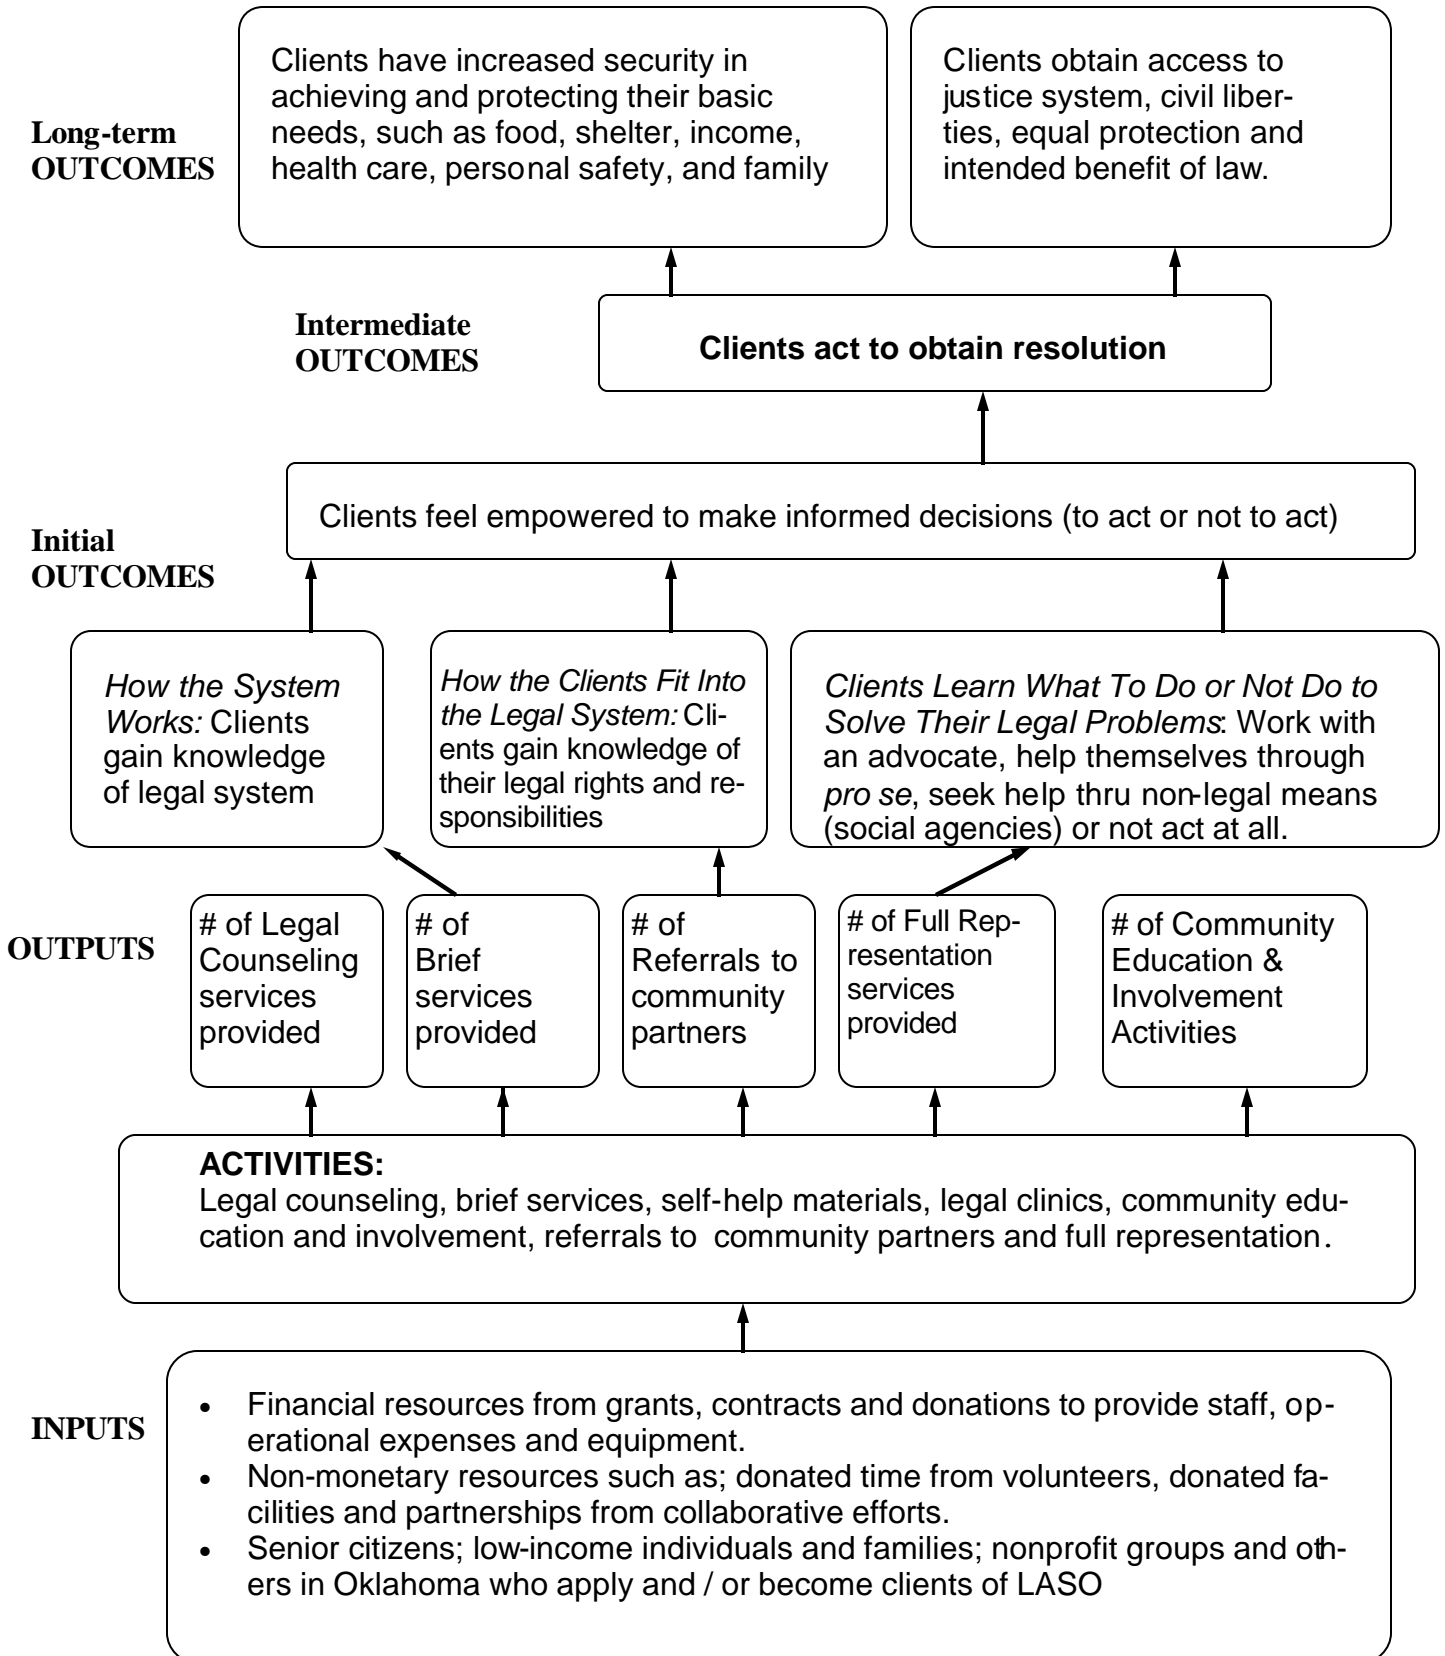 Clients have increased security in
achieving and protecting their basic
needs, such as food, shelter, income,
health care, personal safety, and family
Clients obtain access to
justice system, civil liber-
ties, equal protection and
intended benefit of law.
Long-term
OUTCOMES
Intermediate
OUTCOMES
Clients act to obtain resolution
Clients feel empowered to make informed decisions (to act or not to act)
Initial
OUTCOMES
How the System
Works: Clients
gain knowledge
of legal system
How the Clients Fit Into
the Legal System: Cli-
ents gain knowledge of
their legal rights and re-
sponsibilities
Clients Learn What To Do or Not Do to
Solve Their Legal Problems: Work with
an advocate, help themselves through
pro se, seek help thru non-legal means
(social agencies) or not act at all.
OUTPUTS
# of Legal
Counseling
services
provided
# of
Brief
services
provided
# of
Referrals to
community
partners
# of Full Rep-
resentation
services
provided
# of Community
Education &
Involvement
Activities
ACTIVITIES:
Legal counseling, brief services, self-help materials, legal clinics, community edu-
cation and involvement, referrals to community partners and full representation.
INPUTS
• Financial resources from grants, contracts and donations to provide staff, op-
erational expenses and equipment.
• Non-monetary resources such as; donated time from volunteers, donated fa-
cilities and partnerships from collaborative efforts.
• Senior citizens; low-income individuals and families; nonprofit groups and oth-
ers in Oklahoma who apply and / or become clients of LASO